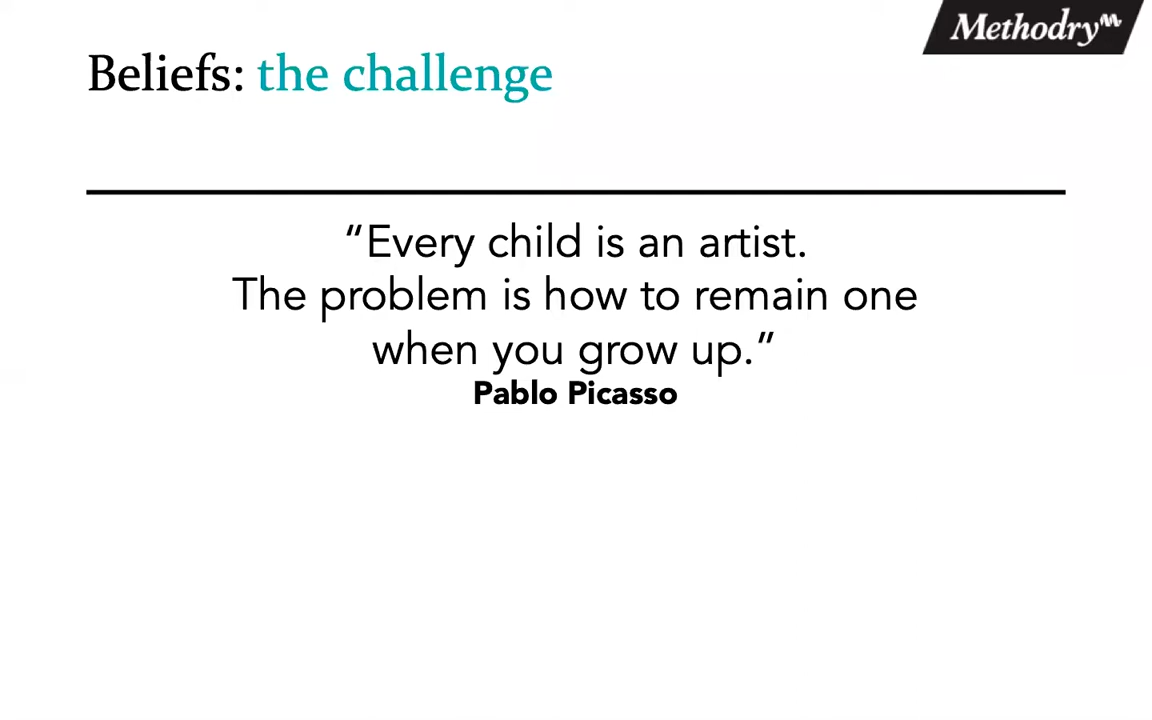 Methodry
Beliefs: the challenge
“Every child is an artist.
The problem is how to remain one
when you grow up.”
Pablo Picasso